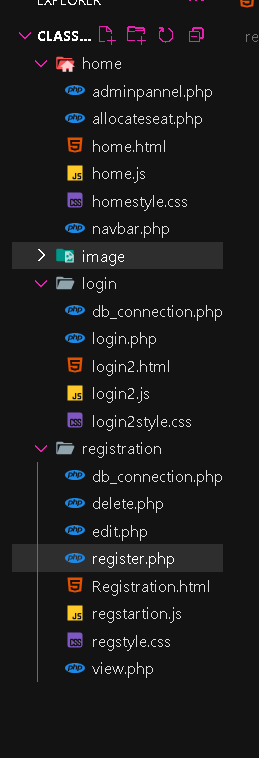 EXPLORER
CLASS...
re
home
adminpannel.php
allocateseat.php
home.html
home.js
homestyle.css
navbar.php
image
login
db_connection.php
login.php
login2.html
login2.js
login2style.css
registration
db_connection.php
delete.php
edit.php
register.php
Registration.html
regstartion.js
regstyle.css
view.php